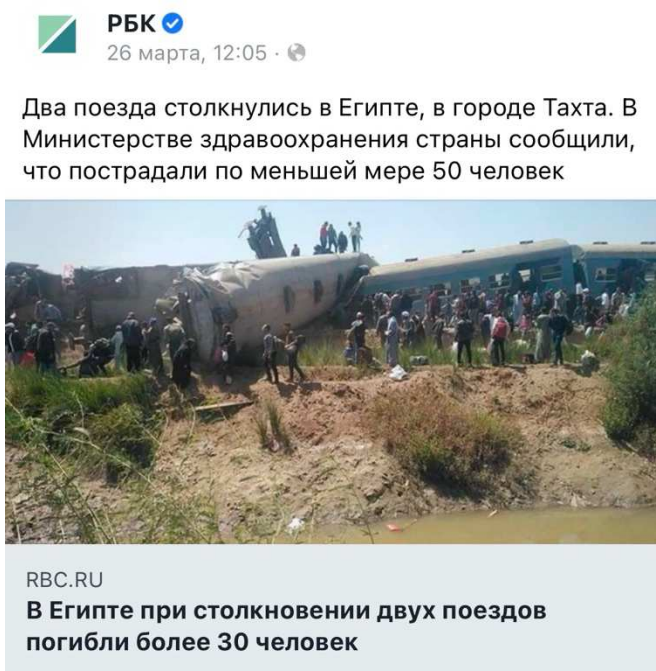 РБК
26 марта, 12:05 ·
Два поезда столкнулись в Египте, в городе Тахта. В
Министерстве здравоохранения страны сообщили,
что пострадали по меньшей мере 50 человек
RBC.RU
В Египте при столкновении двух поездов
погибли более 30 человек